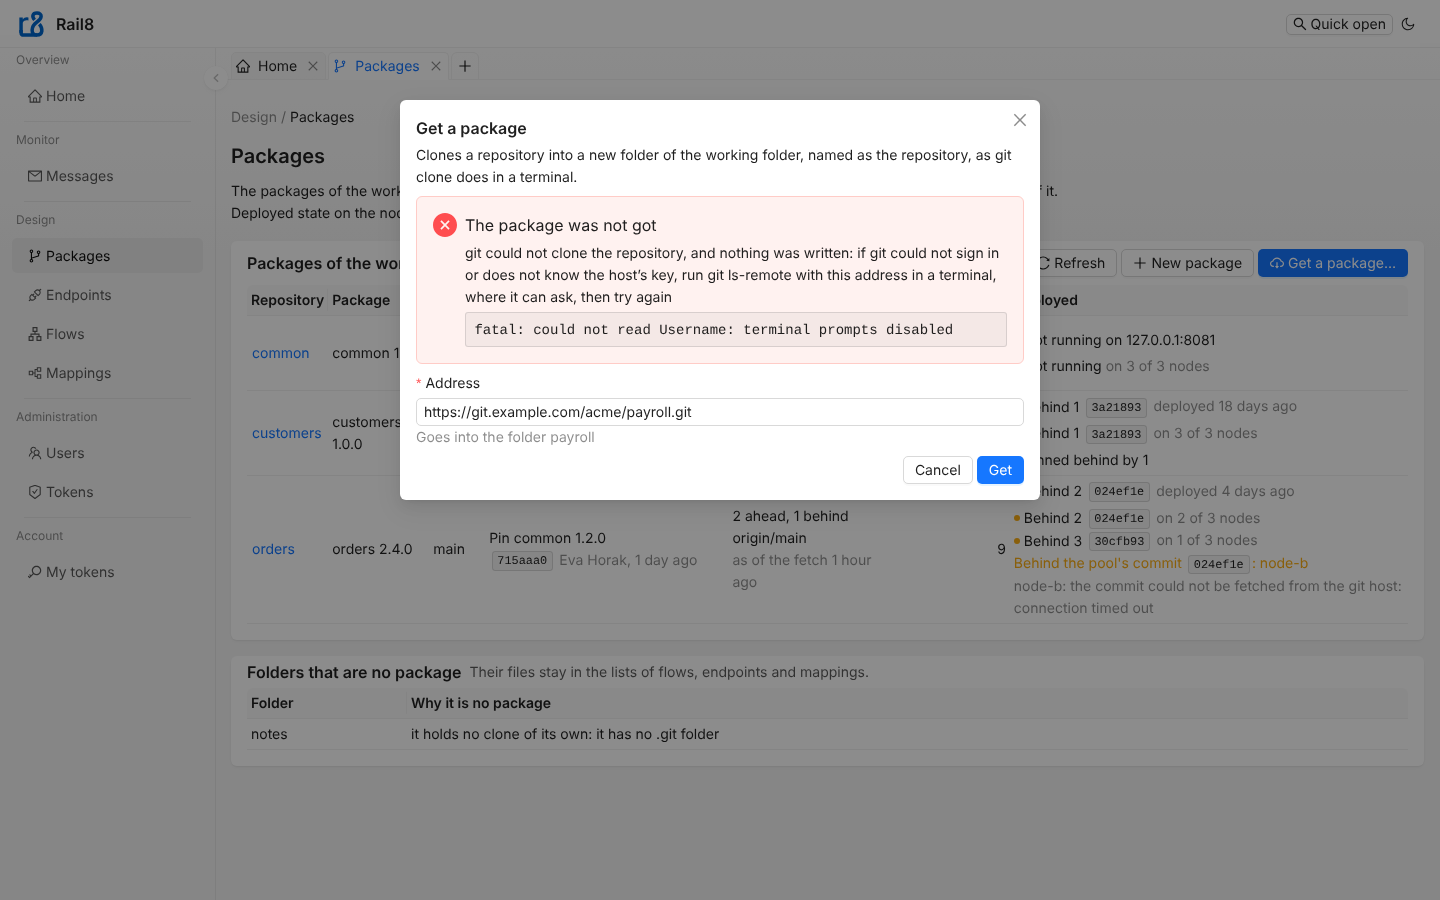 Rail8
Quick open
Overview
Home
Monitor
Messages
Design
Packages
Endpoints
Flows
Mappings
Administration
Users
Tokens
Account
My tokens
Home
Packages
Design / Packages
Packages
The packages of the work
f it.
Deployed state on the no
Packages of the wo
Refresh
New package
Get a package...
Repository Package
loyed
common
common 1
ot running on 127.0.0.1:8081
ot running on 3 of 3 nodes
customers
customers
1.0.0
ehind 1 3a21893 deployed 18 days ago
ehind 1 3a21893 on 3 of 3 nodes
nned behind by 1
orders
orders 2.4.0
main
Pin common 1.2.0
715aaa0 Eva Horak, 1 day ago
2 ahead, 1 behind
origin/main
as of the fetch 1 hour
ago
9
ehind 2 024ef1e deployed 4 days ago
Behind 2 024ef1e on 2 of 3 nodes
Behind 3 30cfb93 on 1 of 3 nodes
Behind the pool's commit 024ef1e : node-b
node-b: the commit could not be fetched from the git host:
connection timed out
Folders that are no package Their files stay in the lists of flows, endpoints and mappings.
Folder
Why it is no package
notes
it holds no clone of its own: it has no .git folder
Get a package
Clones a repository into a new folder of the working folder, named as the repository, as git
clone does in a terminal.
The package was not got
git could not clone the repository, and nothing was written: if git could not sign in
or does not know the host’s key, run git ls-remote with this address in a terminal,
where it can ask, then try again
fatal: could not read Username: terminal prompts disabled
* Address
https://git.example.com/acme/payroll.git
Goes into the folder payroll
Cancel
Get